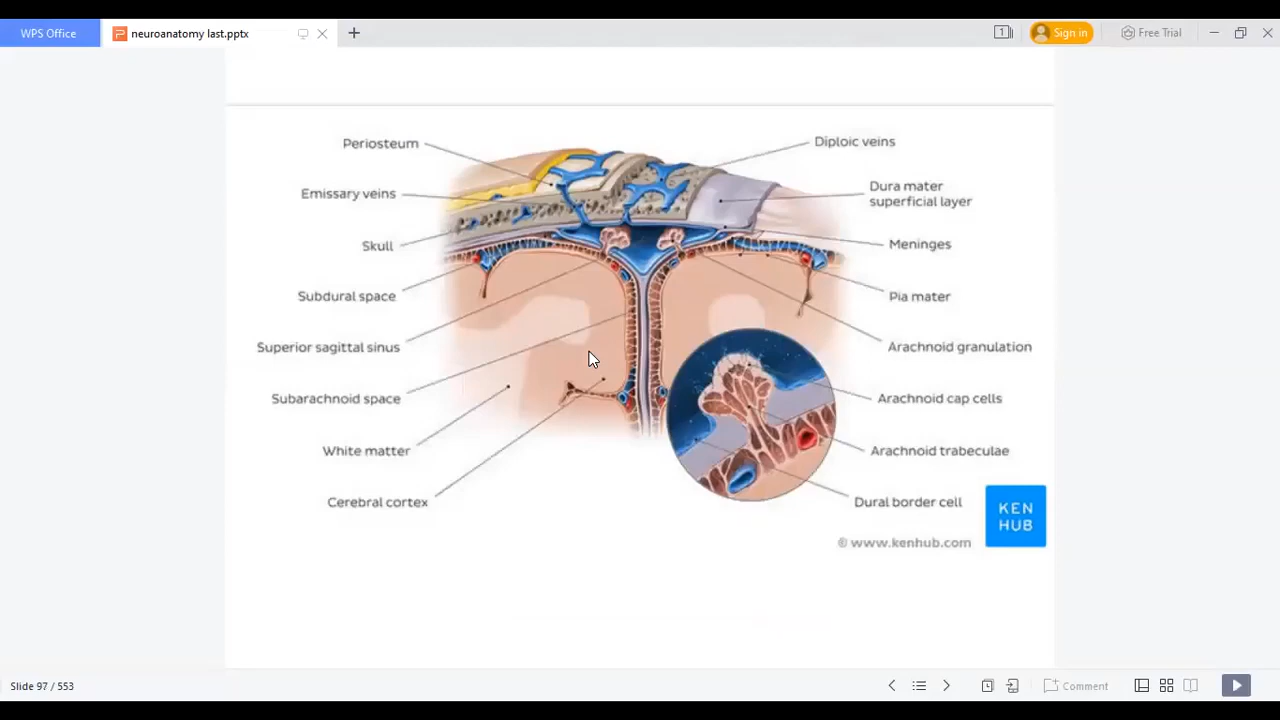 WPS Office
neuroanatomy last.pptx
1
Sign in
Free Trial
Periosteum
Diploic veins
Emissary veins
Dura mater
superficial layer
Skull
Meninges
Subdural space
Pia mater
Superior sagittal sinus
Arachnoid granulation
Subarachnoid space
Arachnoid cap cells
White matter
Arachnoid trabeculae
Cerebral cortex
Dural border cell
KEN
HUB
© www.kenhub.com
Slide 97 / 553
Comment